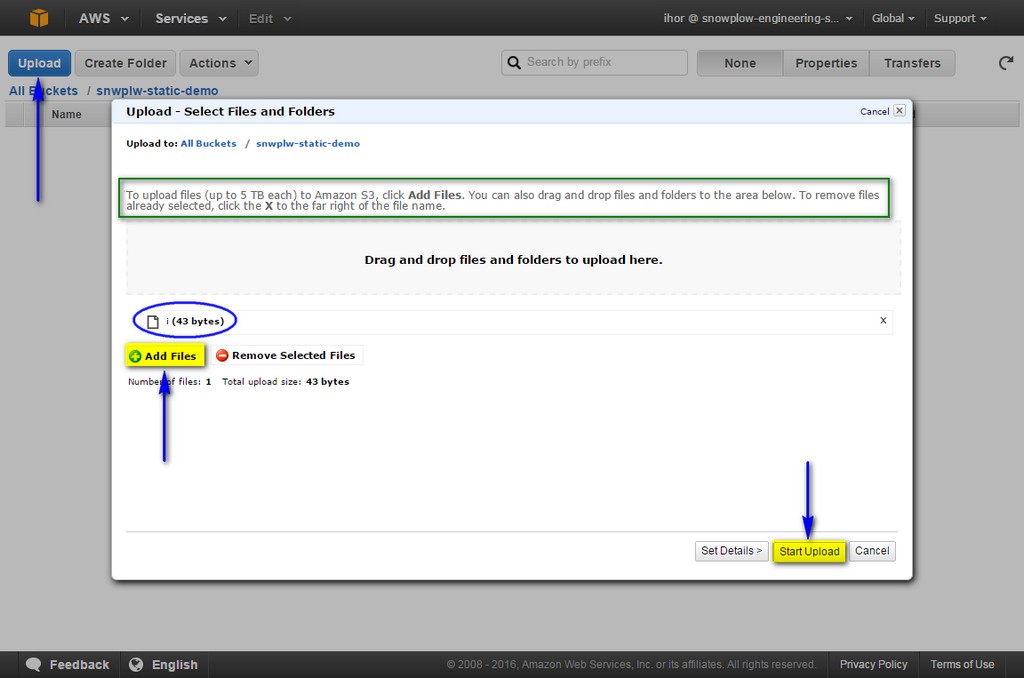 AWS Services Edit ihor @ snowplow-engineering-s... Global Support
Upload Create Folder Actions Search by prefix None Properties Transfers
All Buckets / snwplw-static-demo
Name
Upload - Select Files and Folders Cancel X
Upload to: All Buckets / snwplw-static-demo
To upload files (up to 5 TB each) to Amazon S3, click Add Files. You can also drag and drop files and folders to the area below. To remove files
already selected, click the X to the far right of the file name.
Drag and drop files and folders to upload here.
i (43 bytes) x
Add Files Remove Selected Files
Number of files: 1 Total upload size: 43 bytes
Set Details > Start Upload Cancel
Feedback English © 2008 - 2016, Amazon Web Services, Inc. or its affiliates. All rights reserved. Privacy Policy Terms of Use